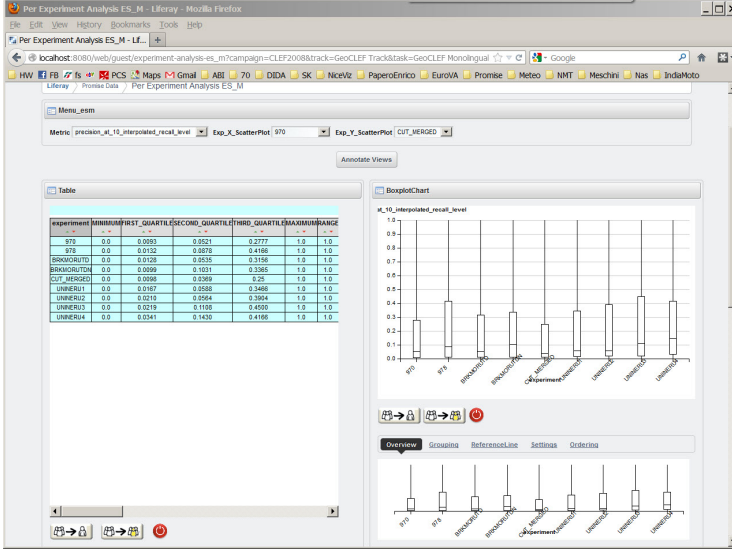 Per Experiment Analysis ES_M - Liferay - Mozilla Firefox
File Edit View History Bookmarks Tools Help
Per Experiment Analysis ES_M - Lif...
localhost:8080/web/guest/experiment-analysis-es_m?campaign=CLEF2008&track=GeoCLEF Track&task=GeoCLEF Monolingual
Google
HW FB fs PCS Maps Gmail ABI 70 DIDA SK NiceViz PaperoEnrico EuroVA Promise Meteo NMT Meschini Nas IndiaMoto
Liferay Promise Data Per Experiment Analysis ES_M
Menu_esm
Metric precision_at_10_interpolated_recall_level Exp_X_ScatterPlot 970 Exp_Y_ScatterPlot CUT_MERGED
Annotate Views
Table
experiment MINIMUM FIRST_QUARTILE SECOND_QUARTILE THIRD_QUARTILE MAXIMUM RANGE
970 0.0 0.0093 0.0521 0.2777 1.0 1.0
978 0.0 0.0132 0.0878 0.4166 1.0 1.0
BRKMORUTD 0.0 0.0128 0.0535 0.3156 1.0 1.0
BRKMORUTDN 0.0 0.0099 0.1031 0.3365 1.0 1.0
CUT_MERGED 0.0 0.0098 0.0369 0.25 1.0 1.0
UNINERU1 0.0 0.0167 0.0588 0.3466 1.0 1.0
UNINERU2 0.0 0.0210 0.0564 0.3904 1.0 1.0
UNINERU3 0.0 0.0219 0.1108 0.4500 1.0 1.0
UNINERU4 0.0 0.0341 0.1430 0.4166 1.0 1.0
BoxplotChart
at_10_interpolated_recall_level
1.0
0.9
0.8
0.7
0.6
0.5
0.4
0.3
0.2
0.1
0.0
970 978 BRKMORUTD BRKMORUTDN CUT_MERGED UNINERU1 UNINERU2 UNINERU3 UNINERU4
experiment
Overview Grouping ReferenceLine Settings Ordering
970 978 BRKMORUTD BRKMORUTDN CUT_MERGED UNINERU1 UNINERU2 UNINERU3 UNINERU4
experiment